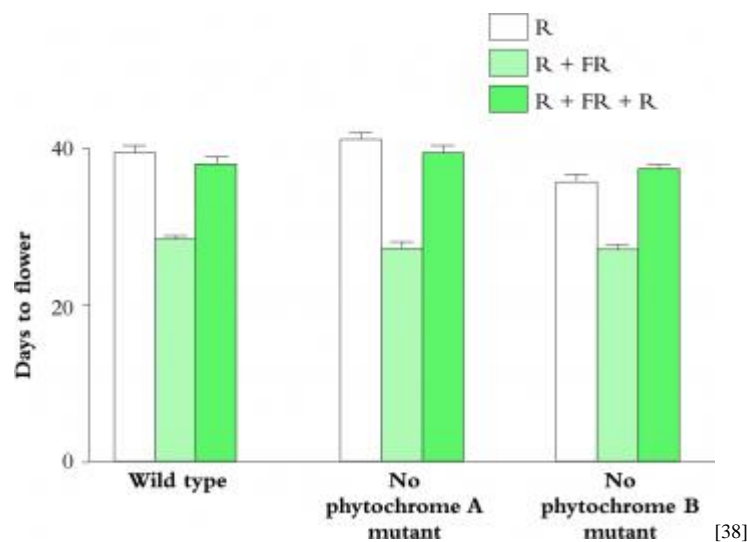 R
R + FR
R + FR + R
40
20
0
Days to flower
Wild type
No
phytochrome A
mutant
No
phytochrome B
mutant
[38]